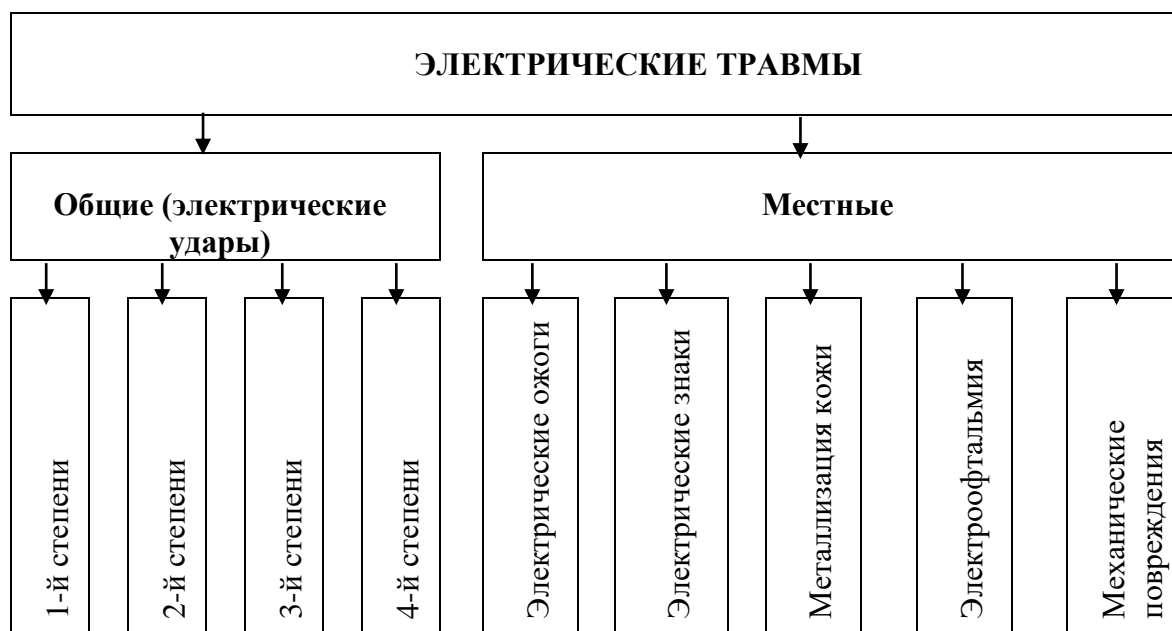 ЭЛЕКТРИЧЕСКИЕ ТРАВМЫ
Общие (электрические
удары)
Местные
1-й степени
2-й степени
3-й степени
4-й степени
Электрические ожоги
Электрические знаки
Металлизация кожи
Электроофтальмия
Механические
повреждения